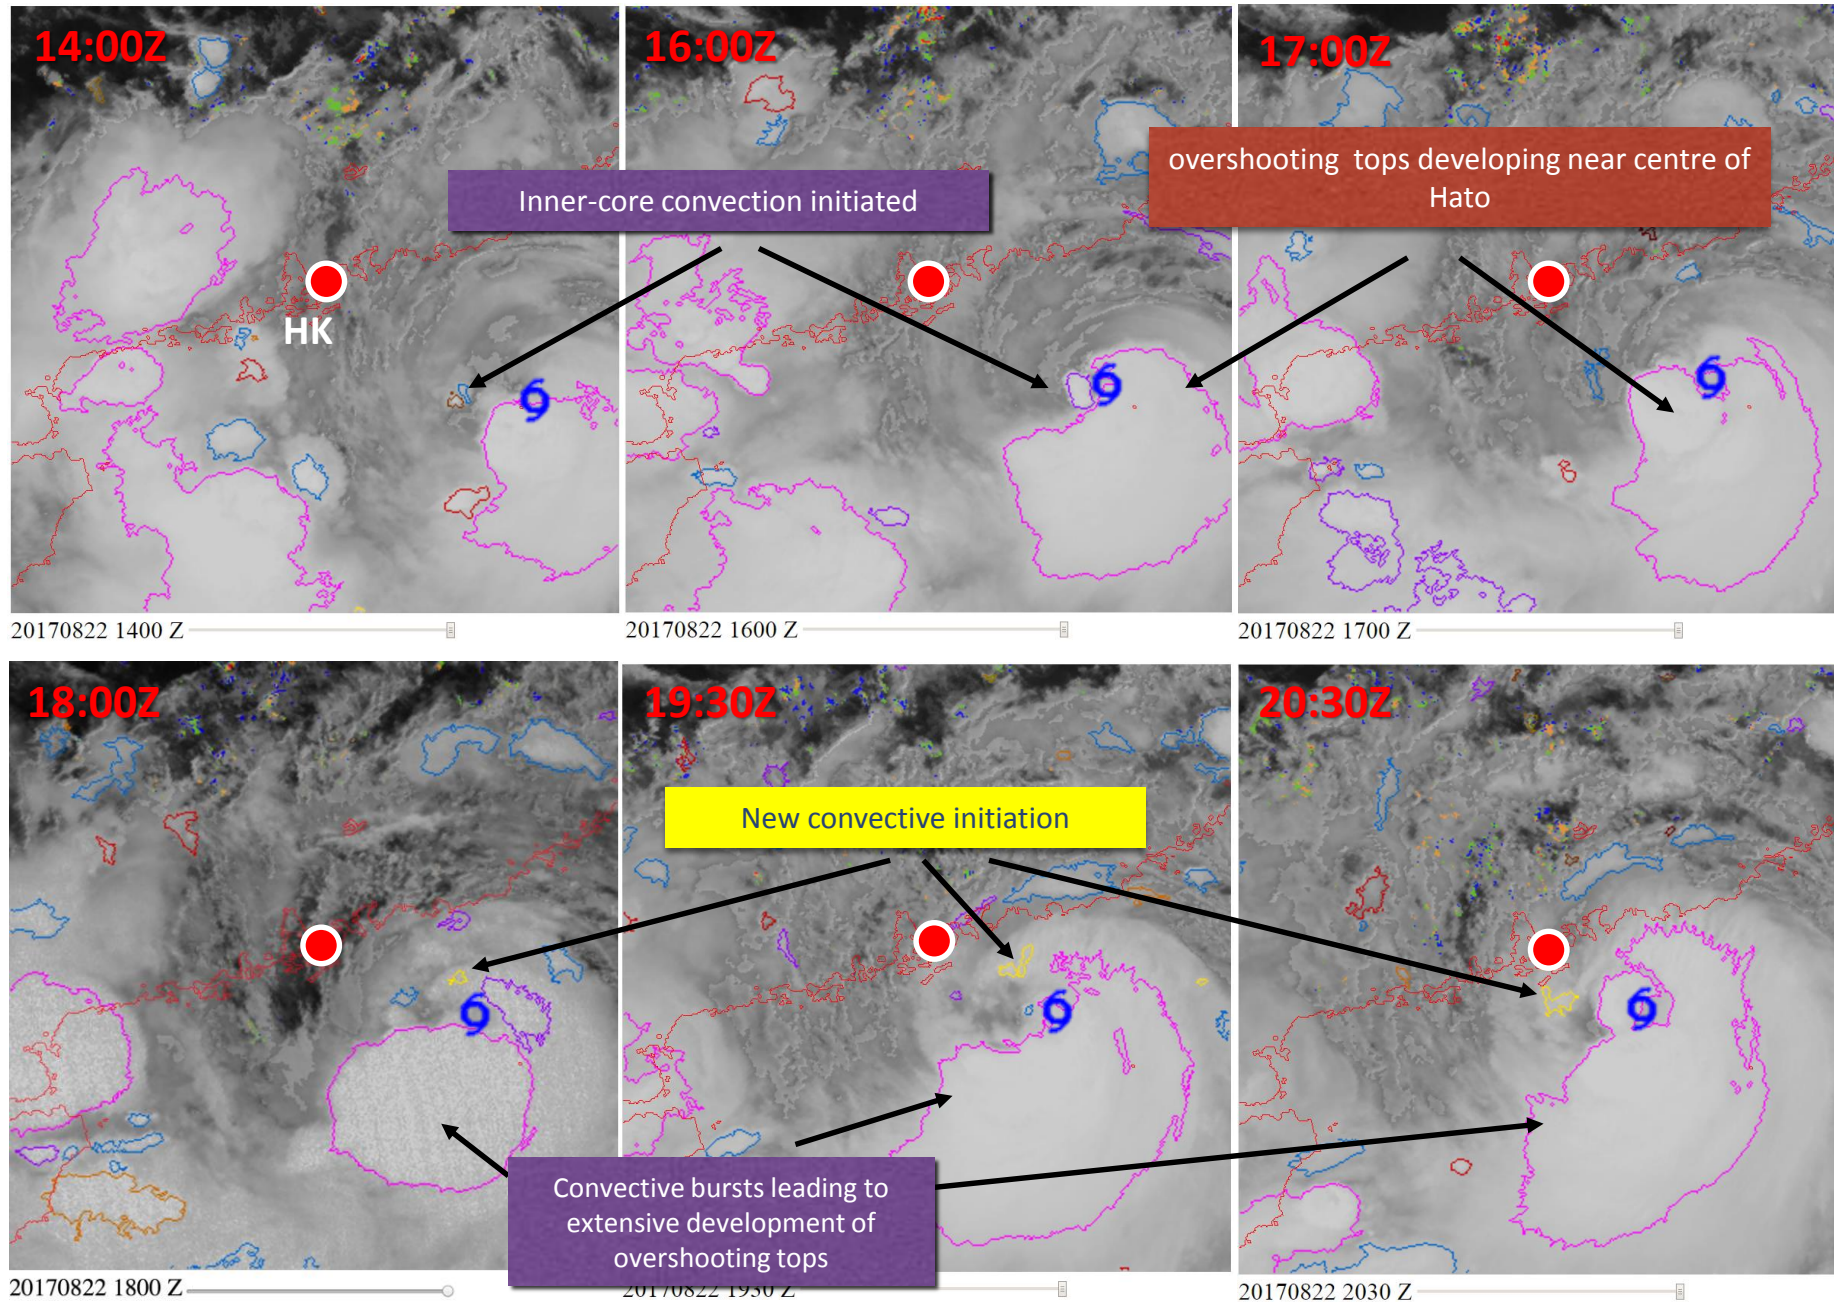 14:00Z
16:00Z
17:00Z
overshooting tops developing near centre of
Hato
Inner-core convection initiated
HK
20170822 1400 Z
20170822 1600 Z
20170822 1700 Z
18:00Z
19:30Z
20:30Z
New convective initiation
Convective bursts leading to
extensive development of
overshooting tops
20170822 1800 Z
20170822 1930 Z
20170822 2030 Z